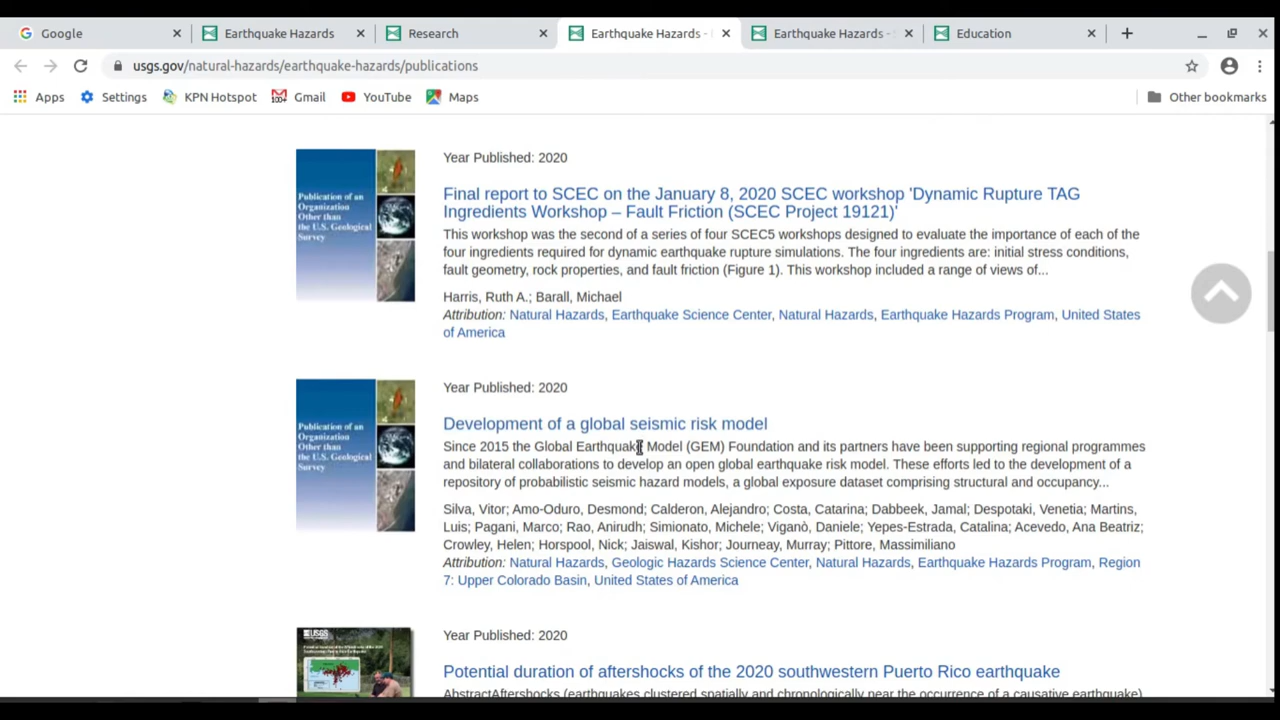 Google
Earthquake Hazards
Research
Earthquake Hazards -
Earthquake Hazards -
Education
usgs.gov/natural-hazards/earthquake-hazards/publications
Apps
Settings
KPN Hotspot
Gmail
YouTube
Maps
Other bookmarks
Year Published: 2020
Publication of an
Organization
Other than
the U.S. Geological
Survey
Final report to SCEC on the January 8, 2020 SCEC workshop 'Dynamic Rupture TAG
Ingredients Workshop – Fault Friction (SCEC Project 19121)'
This workshop was the second of a series of four SCEC5 workshops designed to evaluate the importance of each of the
four ingredients required for dynamic earthquake rupture simulations. The four ingredients are: initial stress conditions,
fault geometry, rock properties, and fault friction (Figure 1). This workshop included a range of views of...
Harris, Ruth A.; Barall, Michael
Attribution: Natural Hazards, Earthquake Science Center, Natural Hazards, Earthquake Hazards Program, United States
of America
Year Published: 2020
Publication of an
Organization
Other than
the U.S. Geological
Survey
Development of a global seismic risk model
Since 2015 the Global Earthquake Model (GEM) Foundation and its partners have been supporting regional programmes
and bilateral collaborations to develop an open global earthquake risk model. These efforts led to the development of a
repository of probabilistic seismic hazard models, a global exposure dataset comprising structural and occupancy...
Silva, Vitor; Amo-Oduro, Desmond; Calderon, Alejandro; Costa, Catarina; Dabbeek, Jamal; Despotaki, Venetia; Martins,
Luis; Pagani, Marco; Rao, Anirudh; Simionato, Michele; Viganò, Daniele; Yepes-Estrada, Catalina; Acevedo, Ana Beatriz;
Crowley, Helen; Horspool, Nick; Jaiswal, Kishor; Journeay, Murray; Pittore, Massimiliano
Attribution: Natural Hazards, Geologic Hazards Science Center, Natural Hazards, Earthquake Hazards Program, Region
7: Upper Colorado Basin, United States of America
Year Published: 2020
USGS
Potential duration of aftershocks of the 2020 southwestern Puerto Rico earthquake
AbstractAftershocks (earthquakes clustered spatially and chronologically near the occurrence of a causative earthquake)